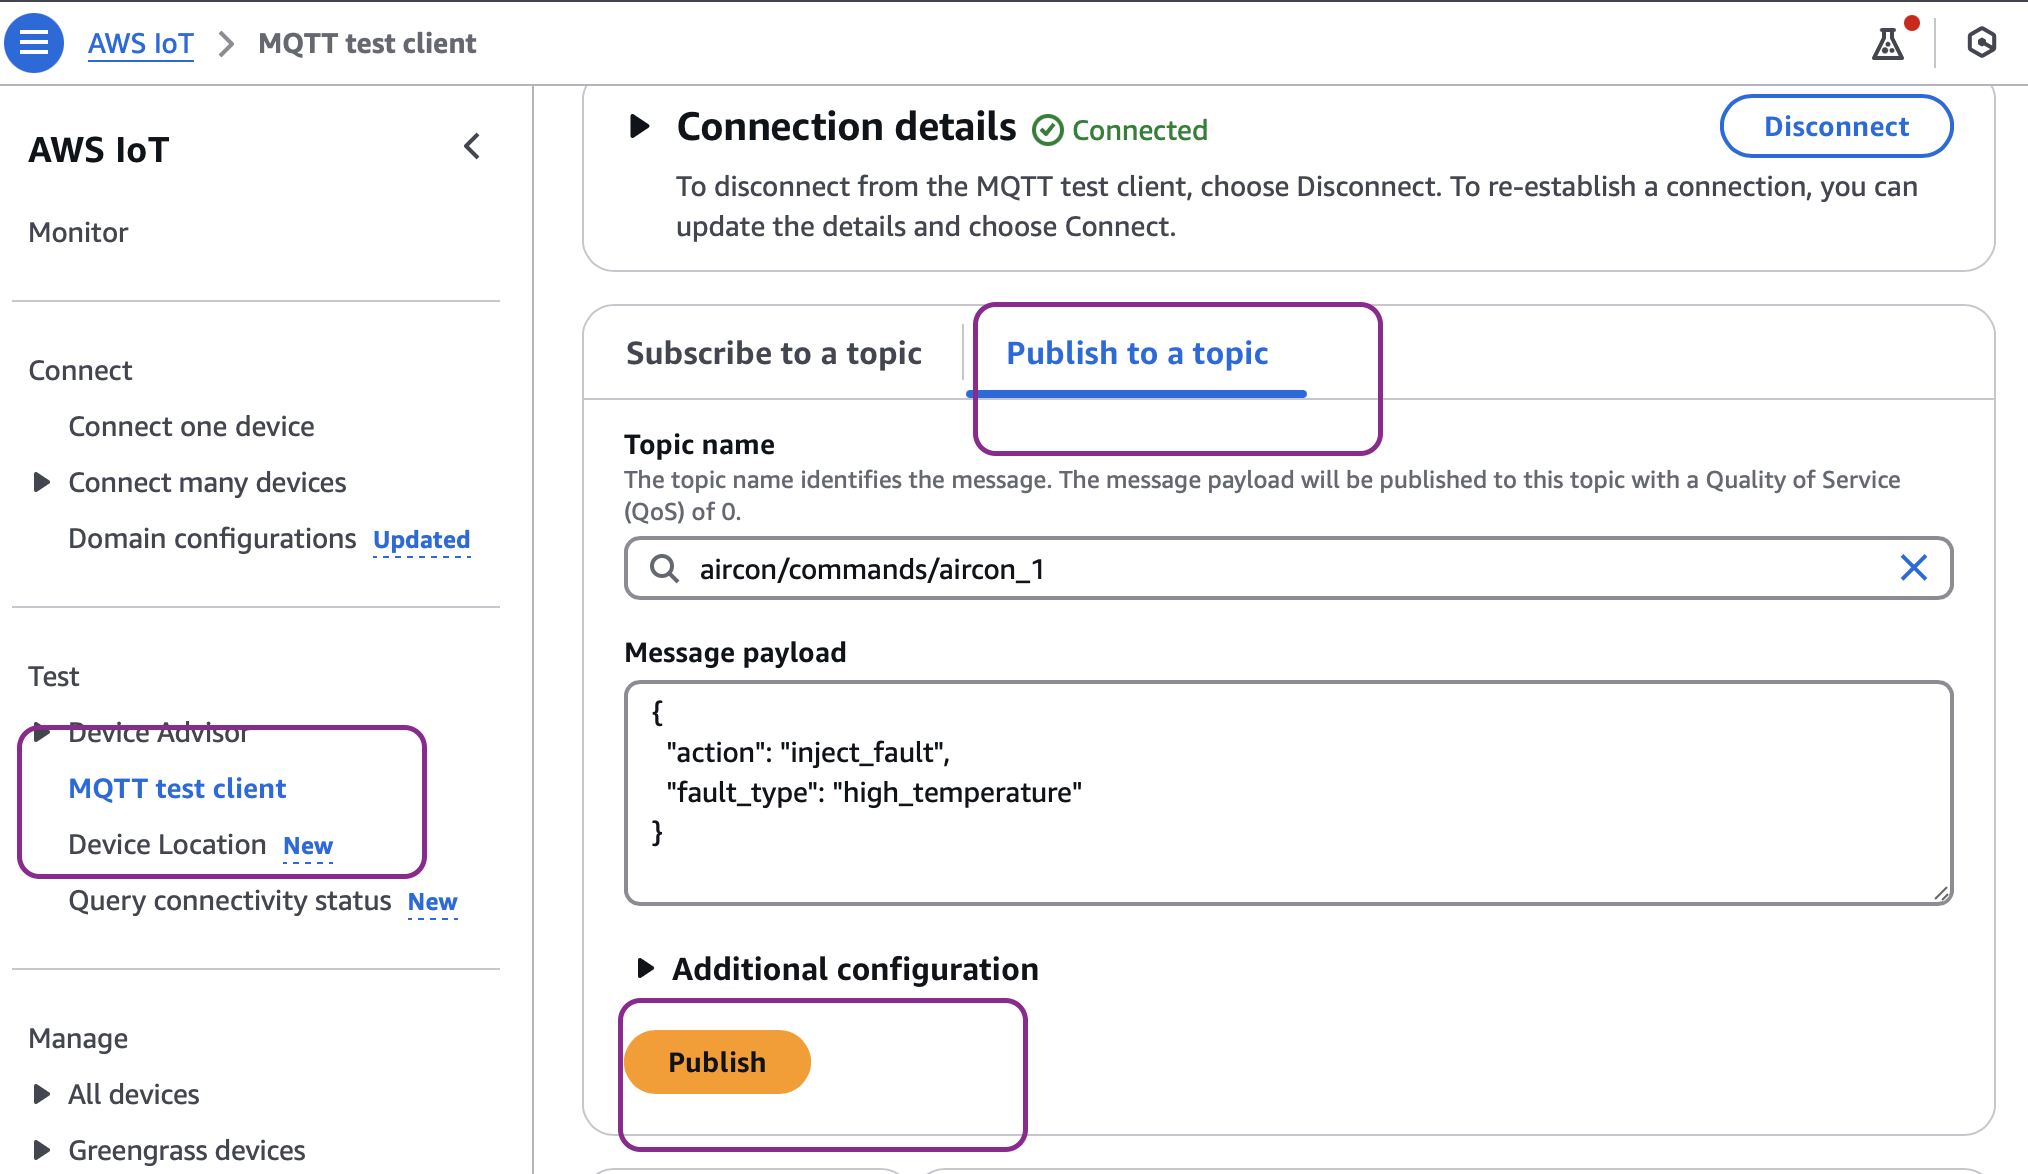 AWS IoT > MQTT test client
AWS IoT
Monitor
Connect
Connect one device
Connect many devices
Domain configurations Updated
Test
Device Advisor
MQTT test client
Device Location New
Query connectivity status New
Manage
All devices
Greengrass devices
Connection details Connected
Disconnect
To disconnect from the MQTT test client, choose Disconnect. To re-establish a connection, you can
update the details and choose Connect.
Subscribe to a topic
Publish to a topic
Topic name
The topic name identifies the message. The message payload will be published to this topic with a Quality of Service
(QoS) of 0.
aircon/commands/aircon_1
Message payload
{
"action": "inject_fault",
"fault_type": "high_temperature"
}
Additional configuration
Publish